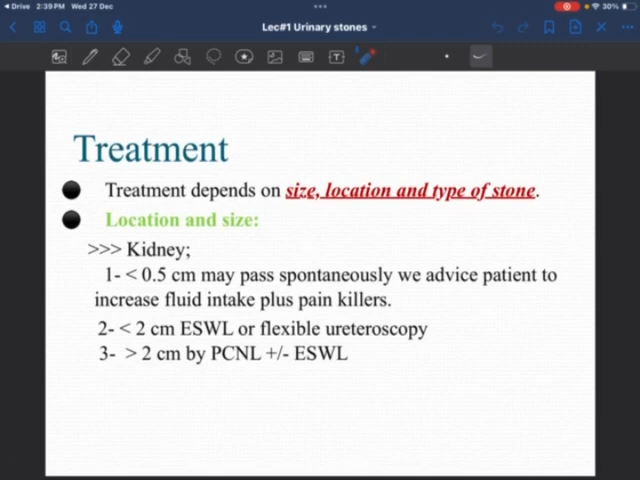 Drive 2:39 PM Wed 27 Dec
30%
Lec#1 Urinary stones
Treatment
Treatment depends on size, location and type of stone.
Location and size:
>>> Kidney;
1- < 0.5 cm may pass spontaneously we advice patient to
increase fluid intake plus pain killers.
2- < 2 cm ESWL or flexible ureteroscopy
3- > 2 cm by PCNL +/- ESWL